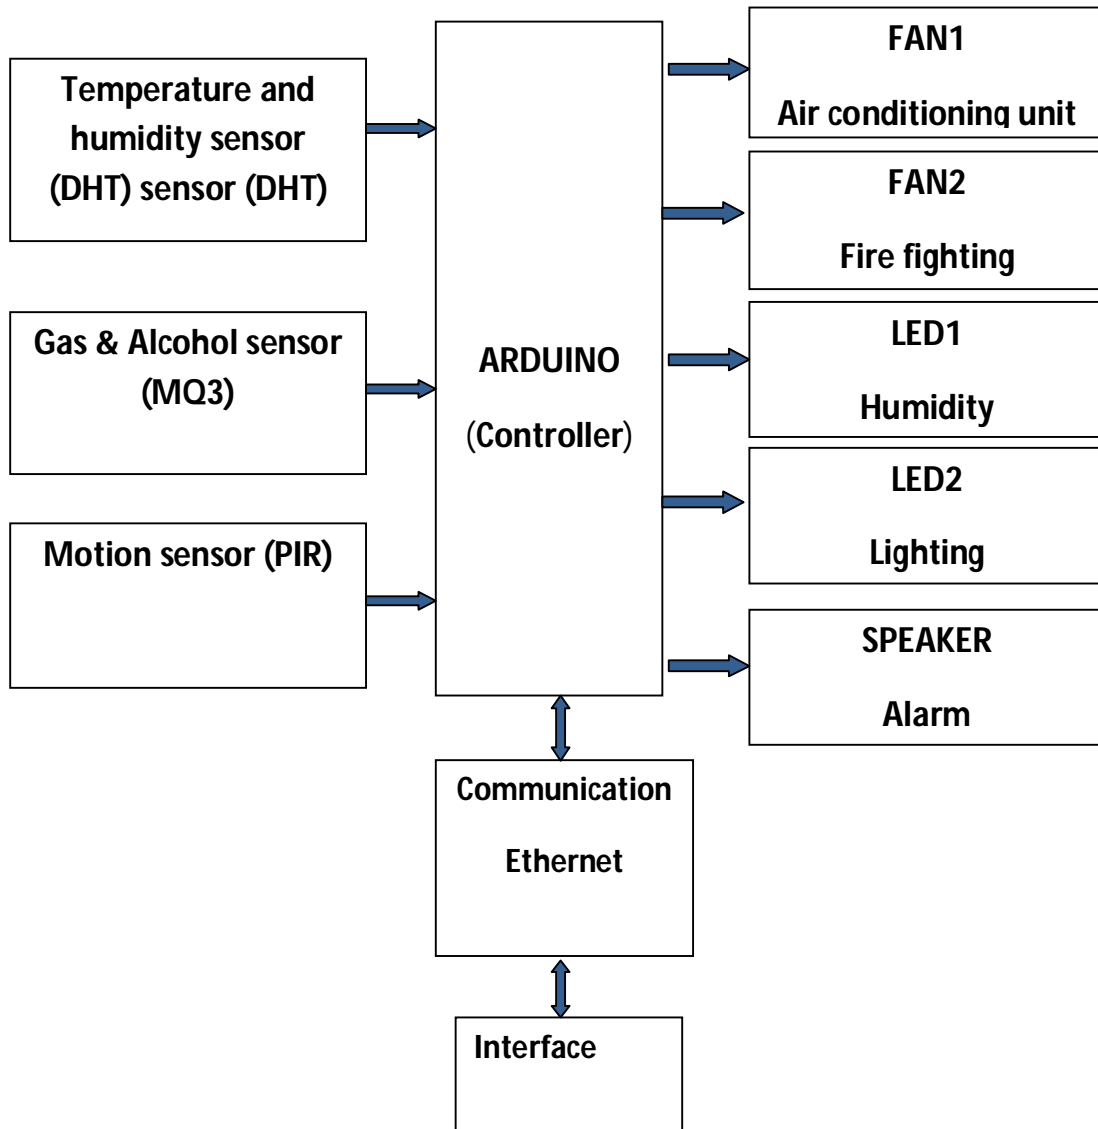 Temperature and
humidity sensor
(DHT) sensor (DHT)
Gas & Alcohol sensor
(MQ3)
Motion sensor (PIR)
ARDUINO
(Controller)
FAN1
Air conditioning unit
FAN2
Fire fighting
LED1
Humidity
LED2
Lighting
SPEAKER
Alarm
Communication
Ethernet
Interface